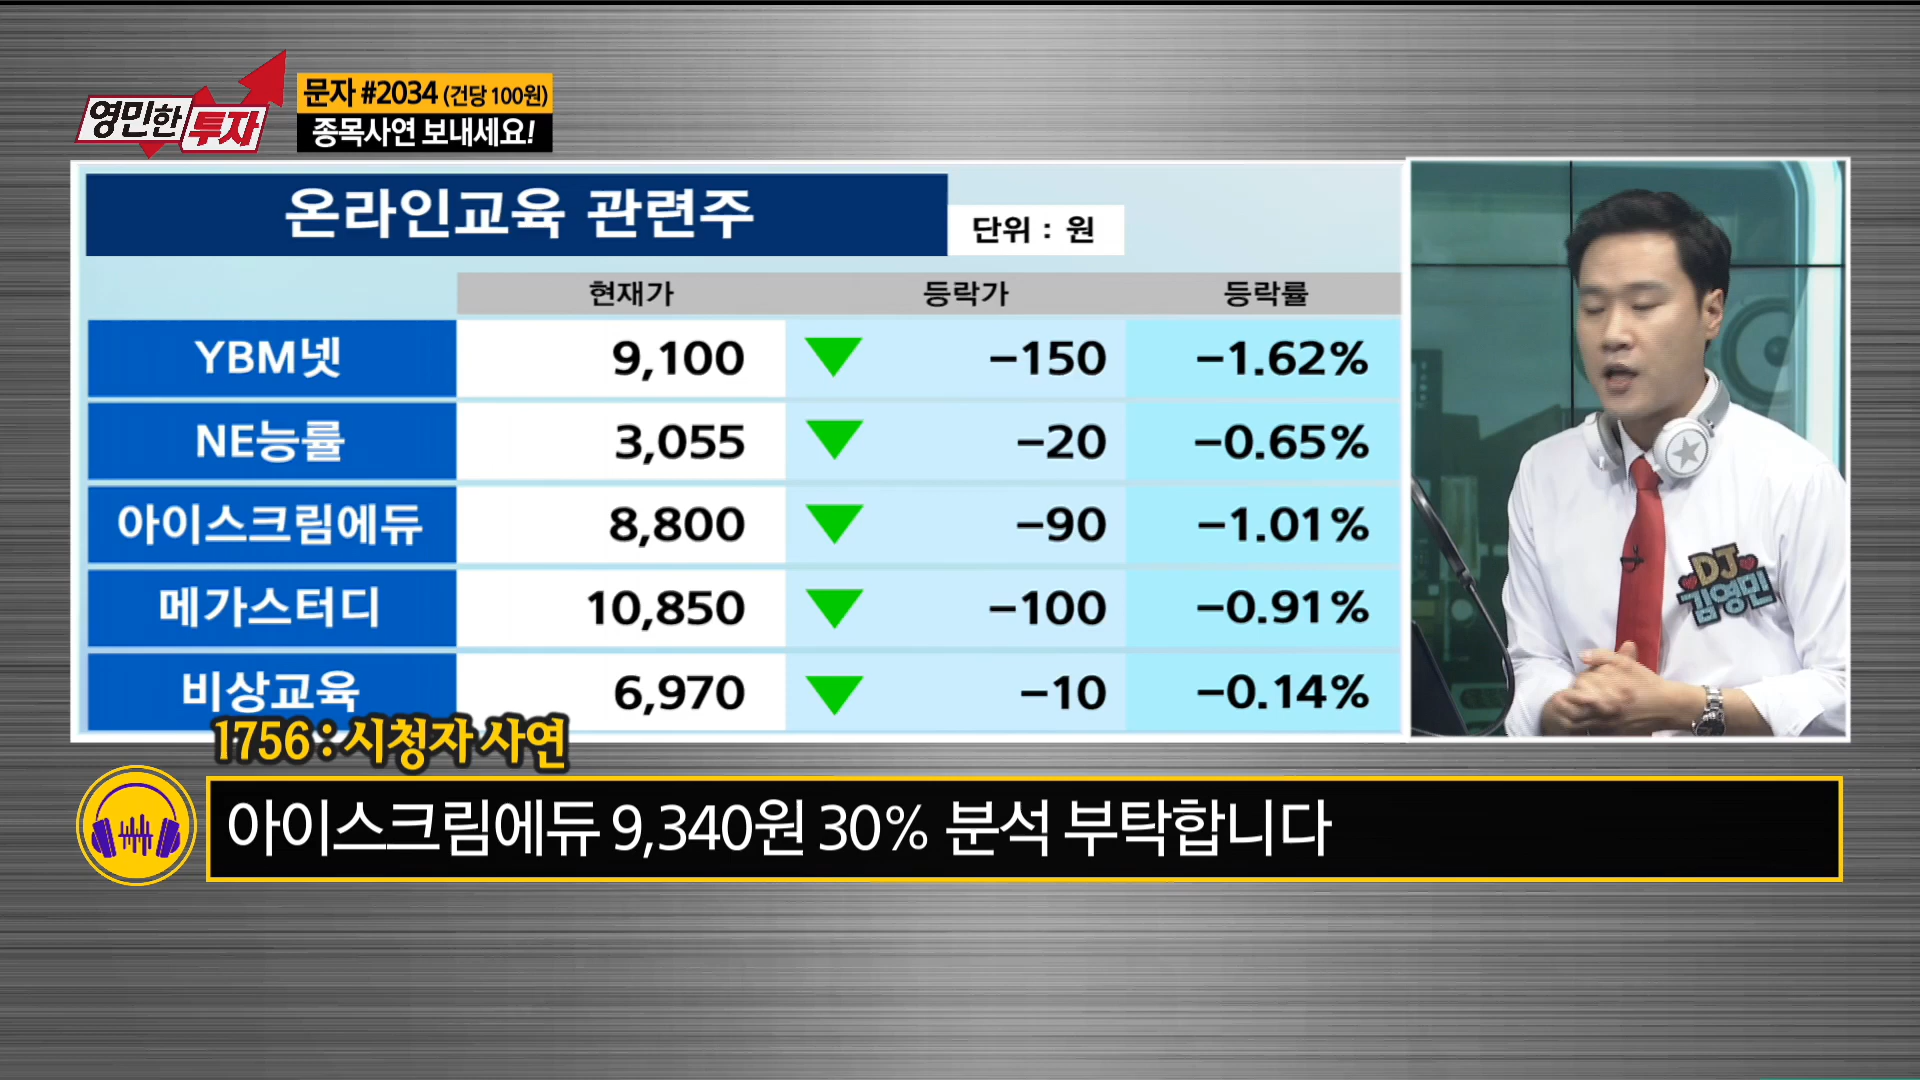 영민한 투자
문자 #2034 (건당 100원)
종목사연 보내세요!
온라인교육 관련주
단위 : 원
현재가 등락가 등락률
YBM넷 9,100 ▼ -150 -1.62%
NE능률 3,055 ▼ -20 -0.65%
아이스크림에듀 8,800 ▼ -90 -1.01%
메가스터디 10,850 ▼ -100 -0.91%
비상교육 6,970 ▼ -10 -0.14%
DJ
김영민
1756 : 시청자 사연
아이스크림에듀 9,340원 30% 분석 부탁합니다